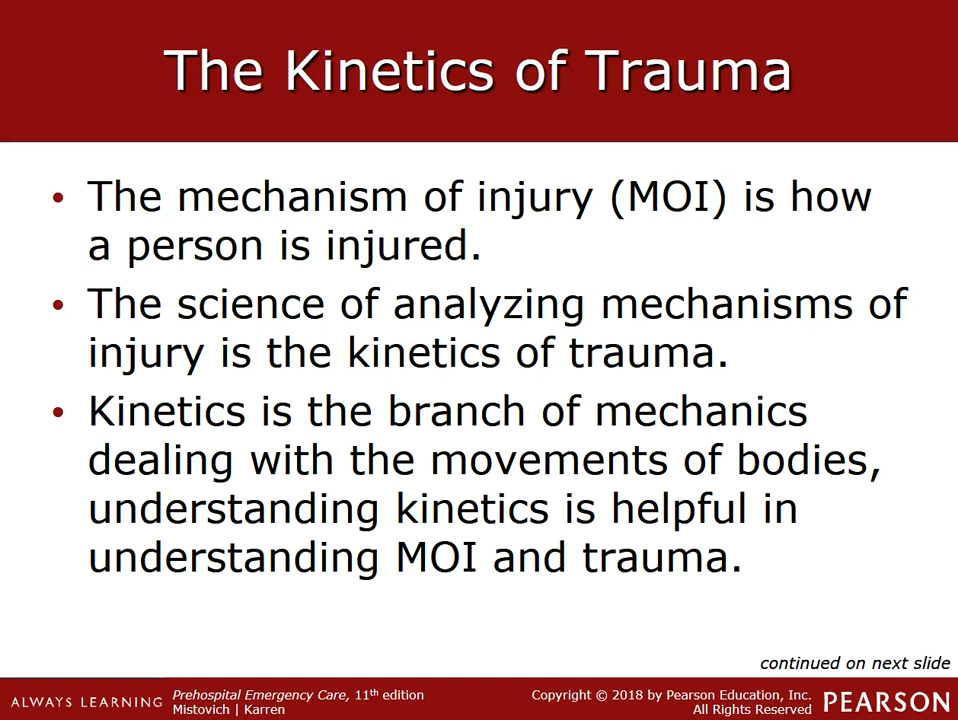 The Kinetics of Trauma
• The mechanism of injury (MOI) is how
a person is injured.
• The science of analyzing mechanisms of
injury is the kinetics of trauma.
• Kinetics is the branch of mechanics
dealing with the movements of bodies,
understanding kinetics is helpful in
understanding MOI and trauma.
continued on next slide
ALWAYS LEARNING
Prehospital Emergency Care, 11th edition
Mistovich | Karren
Copyright © 2018 by Pearson Education, Inc.
All Rights Reserved
PEARSON